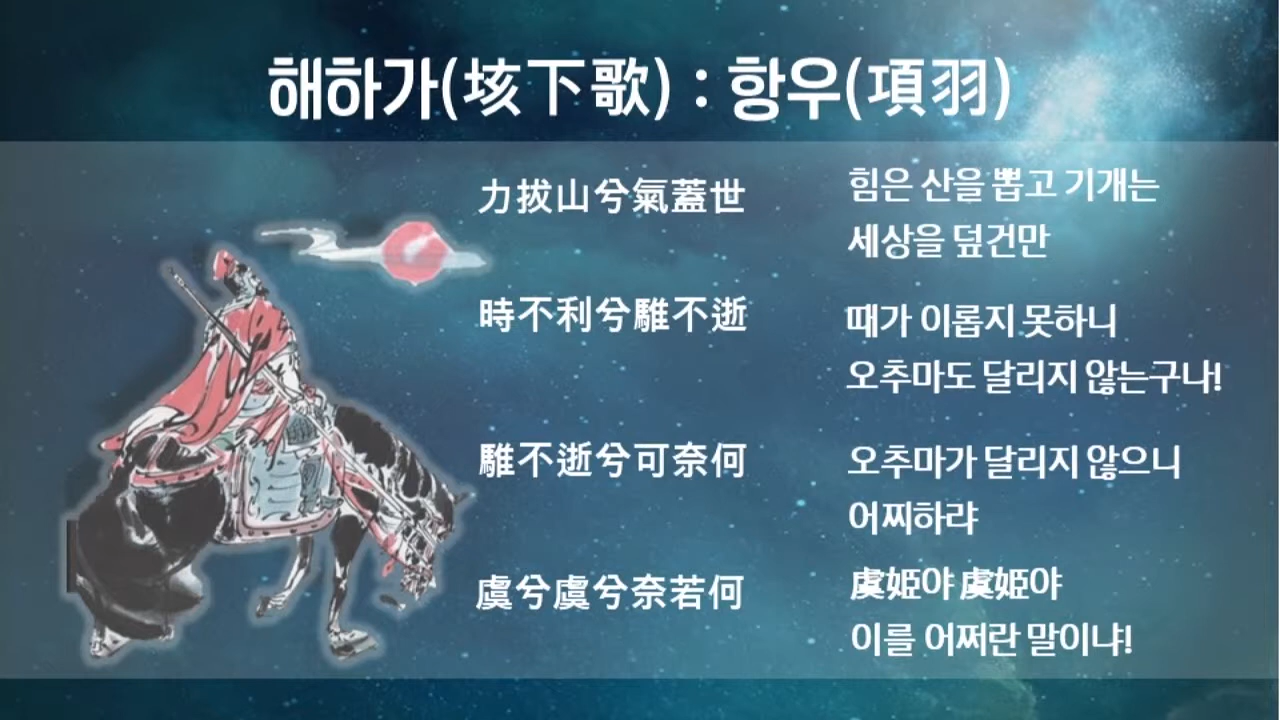 해하가(垓下歌) : 항우(項羽)
力拔山兮氣蓋世
힘은 산을 뽑고 기개는
세상을 덮건만
時不利兮騅不逝
때가 이롭지 못하니
오추마도 달리지 않는구나!
騅不逝兮可奈何
오추마가 달리지 않으니
어찌하랴
虞兮虞兮奈若何
虞姬야 虞姬야
이를 어쩌란 말이냐!